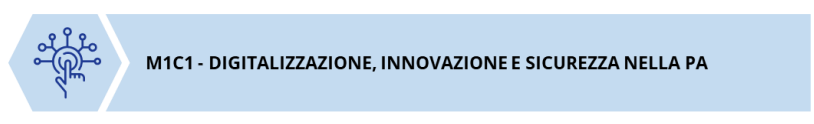 M1C1 - DIGITALIZZAZIONE, INNOVAZIONE E SICUREZZA NELLA PA